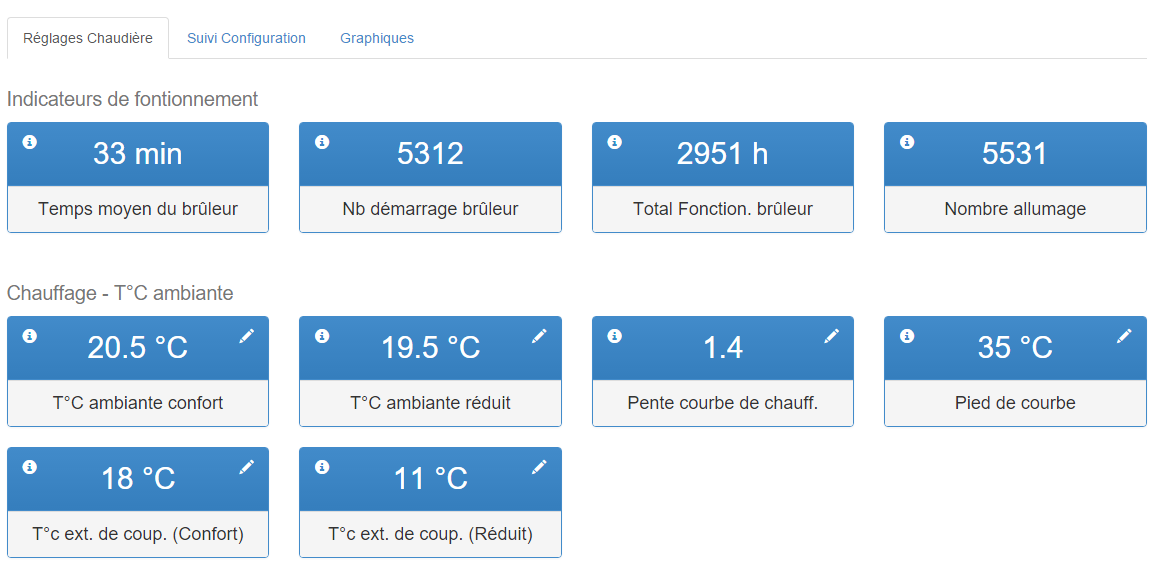 Réglages Chaudière Suivi Configuration Graphiques
Indicateurs de fontionnement
33 min 5312 2951 h 5531
Temps moyen du brûleur Nb démarrage brûleur Total Fonction. brûleur Nombre allumage
Chauffage - T°C ambiante
20.5 °C 19.5 °C 1.4 35 °C
T°C ambiante confort T°C ambiante réduit Pente courbe de chauff. Pied de courbe
18 °C 11 °C
T°c ext. de coup. (Confort) T°c ext. de coup. (Réduit)